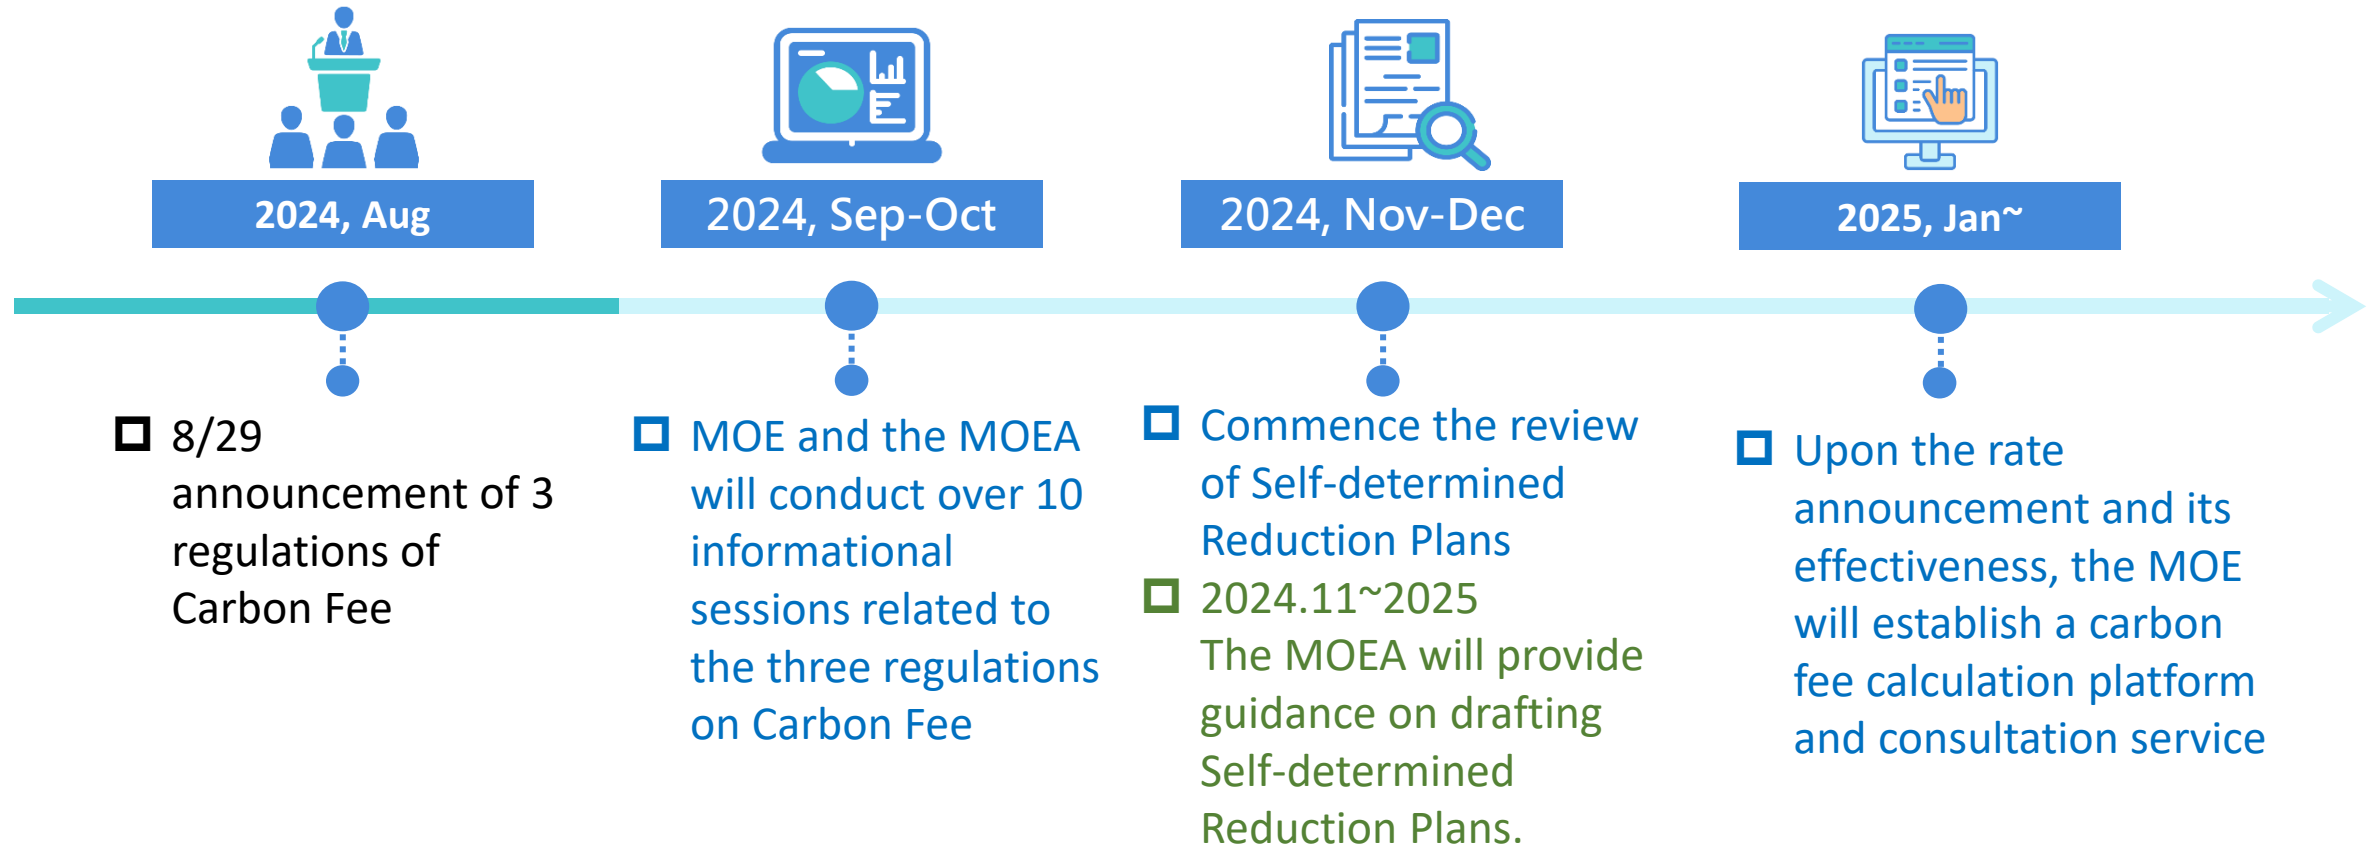 2024, Aug
8/29
announcement of 3
regulations of
Carbon Fee
2024, Sep-Oct
MOE and the MOEA
will conduct over 10
informational
sessions related to
the three regulations
on Carbon Fee
2024, Nov-Dec
Commence the review
of Self-determined
Reduction Plans
2024.11~2025
The MOEA will provide
guidance on drafting
Self-determined
Reduction Plans.
2025, Jan~
Upon the rate
announcement and its
effectiveness, the MOE
will establish a carbon
fee calculation platform
and consultation service